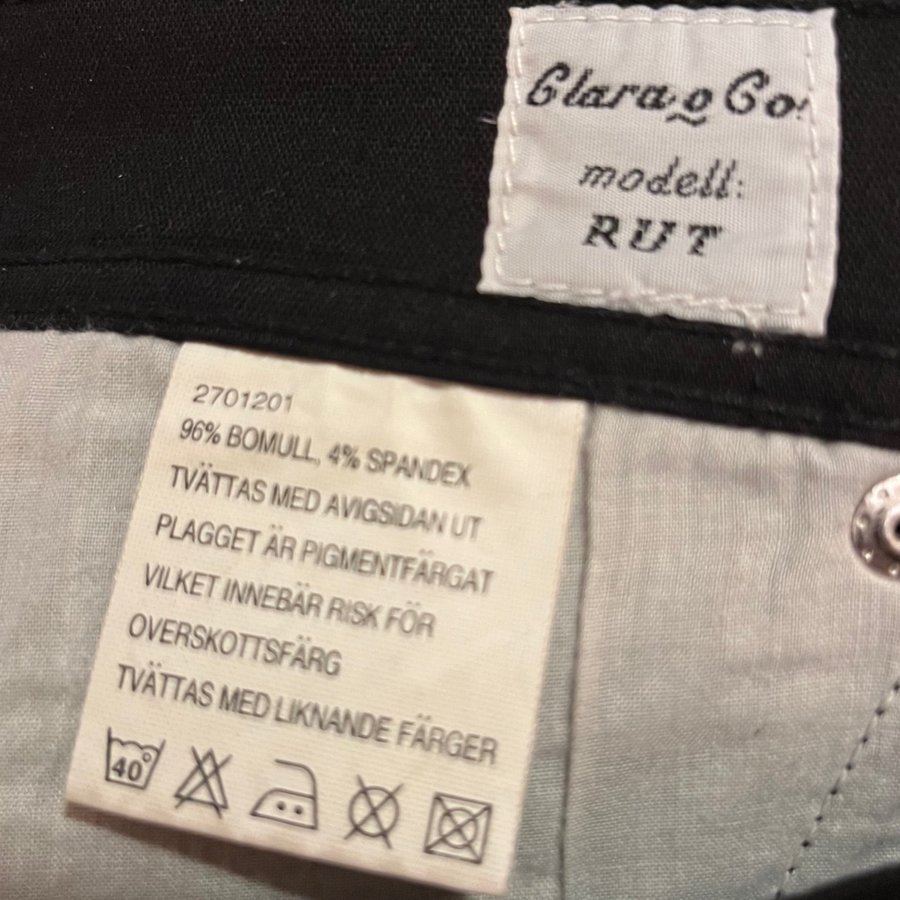 Clara o Co!
modell:
RUT
2701201
96% BOMULL, 4% SPANDEX
TVÄTTAS MED AVIGSIDAN UT
PLAGGET ÄR PIGMENTFÄRGAT
VILKET INNEBÄR RISK FÖR
OVERSKOTTSFÄRG
TVÄTTAS MED LIKNANDE FÄRGER
40°